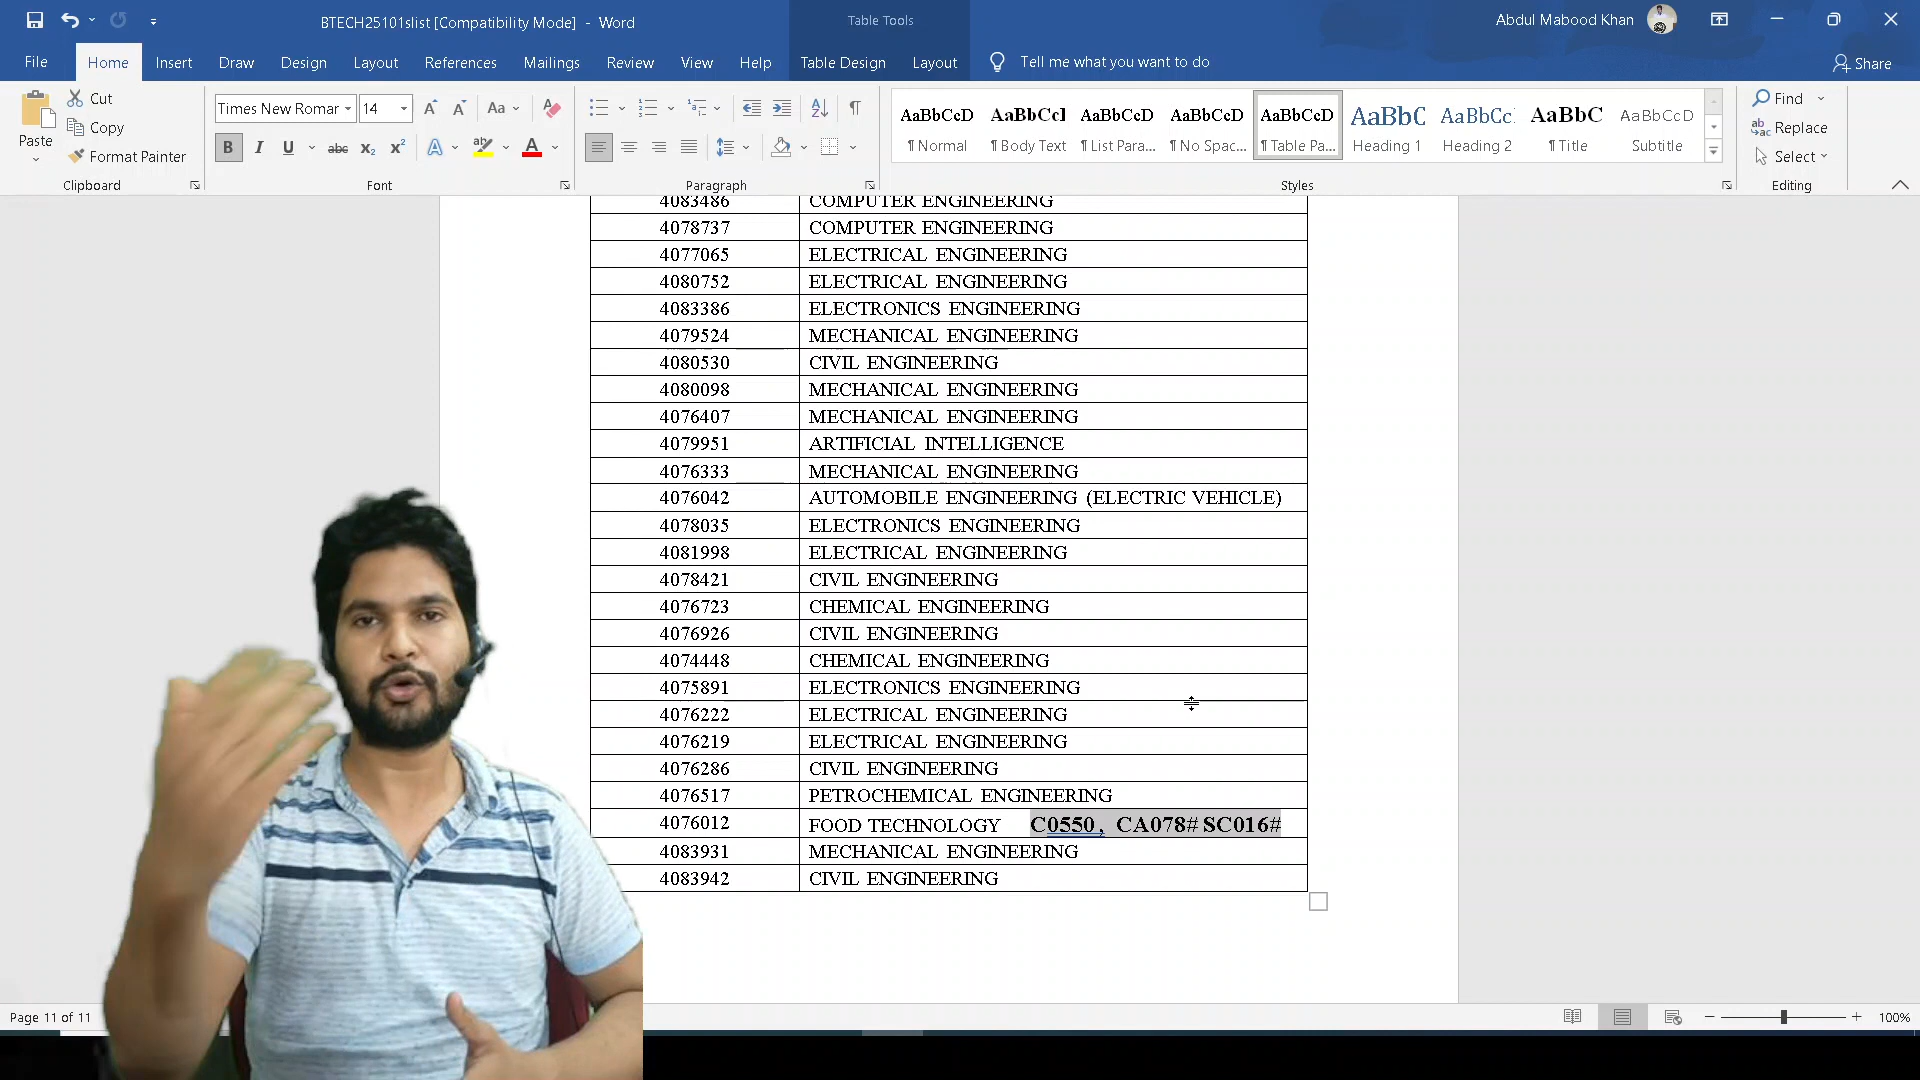 BTECH25101slist [Compatibility Mode] - Word
Table Tools
Abdul Mabood Khan
File Home Insert Draw Design Layout References Mailings Review View Help Table Design Layout Tell me what you want to do Share
Paste
Cut
Copy
Format Painter
Clipboard
Times New Romar 14
Aa
B I U abc x₂ x² A ab A
Font
Paragraph
AaBbCcD AaBbCcI AaBbCcD AaBbCcD AaBbCcD AaBbC AaBbCc AaBbC AaBbCcD
¶ Normal ¶ Body Text ¶ List Para... ¶ No Spac... ¶ Table Pa... Heading 1 Heading 2 ¶ Title Subtitle
Styles
Find
Replace
Select
Editing
4083486 COMPUTER ENGINEERING
4078737 COMPUTER ENGINEERING
4077065 ELECTRICAL ENGINEERING
4080752 ELECTRICAL ENGINEERING
4083386 ELECTRONICS ENGINEERING
4079524 MECHANICAL ENGINEERING
4080530 CIVIL ENGINEERING
4080098 MECHANICAL ENGINEERING
4076407 MECHANICAL ENGINEERING
4079951 ARTIFICIAL INTELLIGENCE
4076333 MECHANICAL ENGINEERING
4076042 AUTOMOBILE ENGINEERING (ELECTRIC VEHICLE)
4078035 ELECTRONICS ENGINEERING
4081998 ELECTRICAL ENGINEERING
4078421 CIVIL ENGINEERING
4076723 CHEMICAL ENGINEERING
4076926 CIVIL ENGINEERING
4074448 CHEMICAL ENGINEERING
4075891 ELECTRONICS ENGINEERING
4076222 ELECTRICAL ENGINEERING
4076219 ELECTRICAL ENGINEERING
4076286 CIVIL ENGINEERING
4076517 PETROCHEMICAL ENGINEERING
4076012 FOOD TECHNOLOGY C0550 , CA078# SC016#
4083931 MECHANICAL ENGINEERING
4083942 CIVIL ENGINEERING
Page 11 of 11
100%